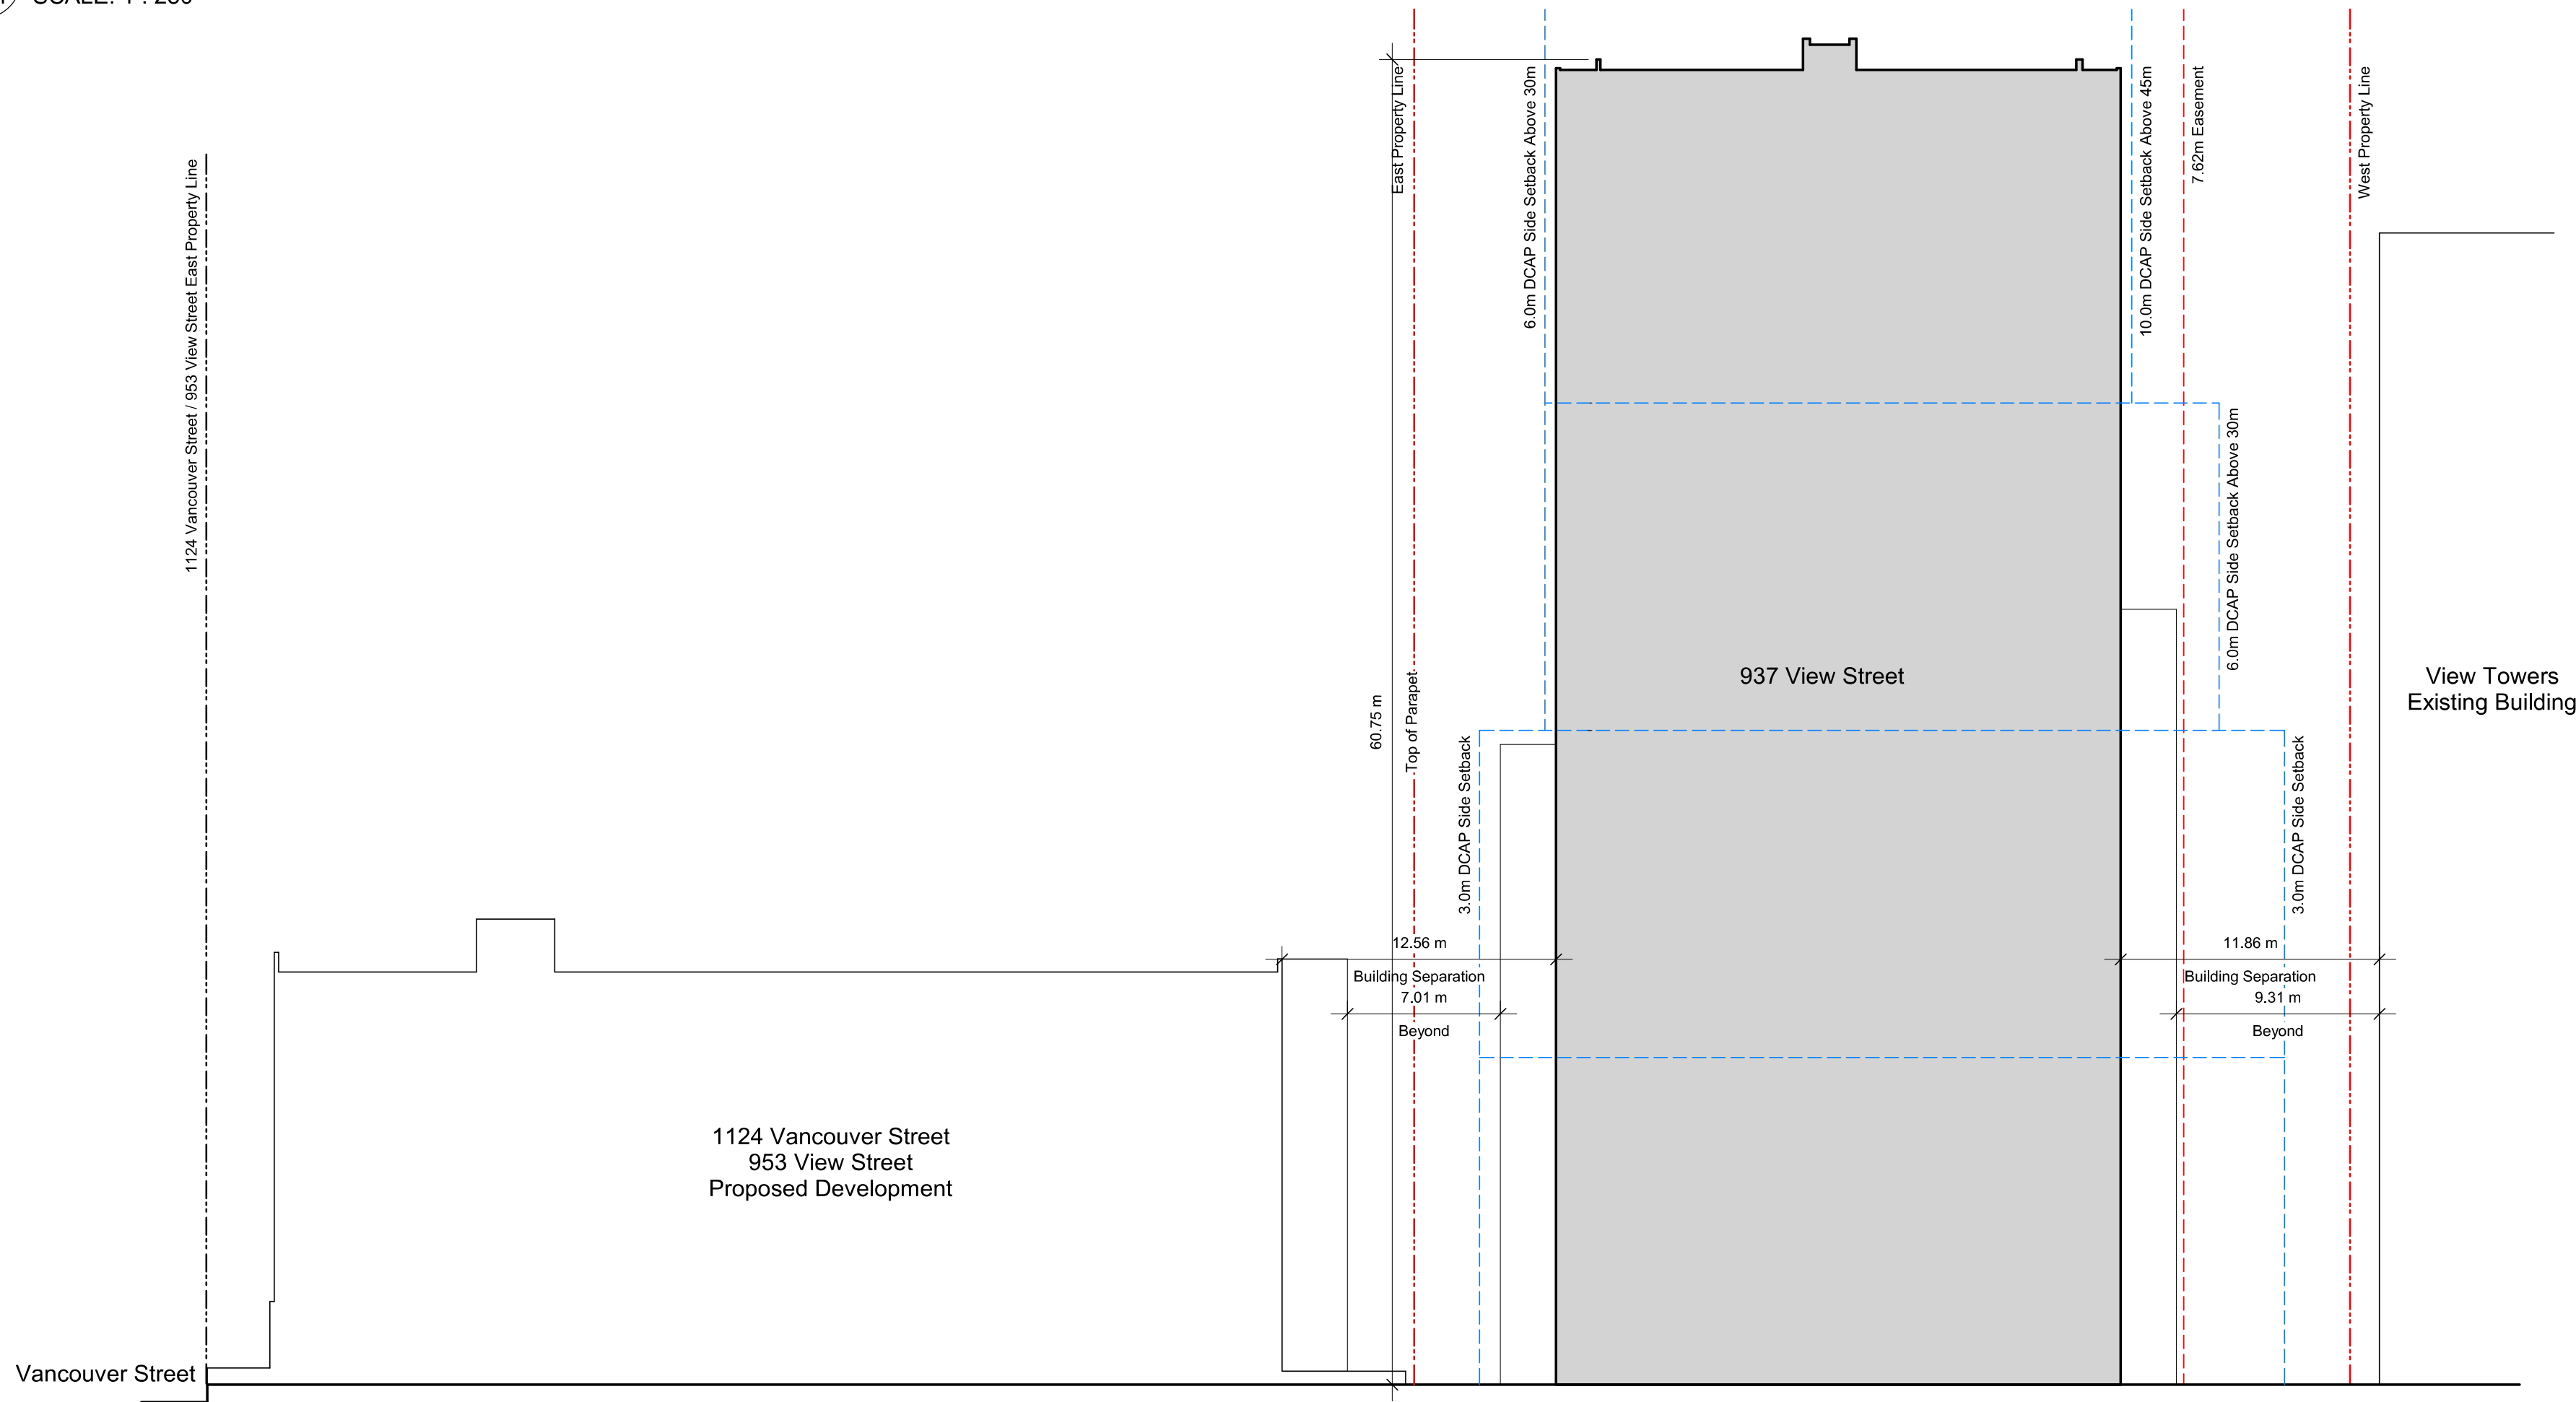 1124 Vancouver Street / 953 View Street East Property Line
East Property Line
6.0m DCAP Side Setback Above 30m
10.0m DCAP Side Setback Above 45m
7.62m Easement
West Property Line
6.0m DCAP Side Setback Above 30m
937 View Street
View Towers
Existing Building
60.75 m
Top of Parapet
3.0m DCAP Side Setback
3.0m DCAP Side Setback
12.56 m
Building Separation
7.01 m
Beyond
11.86 m
Building Separation
9.31 m
Beyond
1124 Vancouver Street
953 View Street
Proposed Development
Vancouver Street